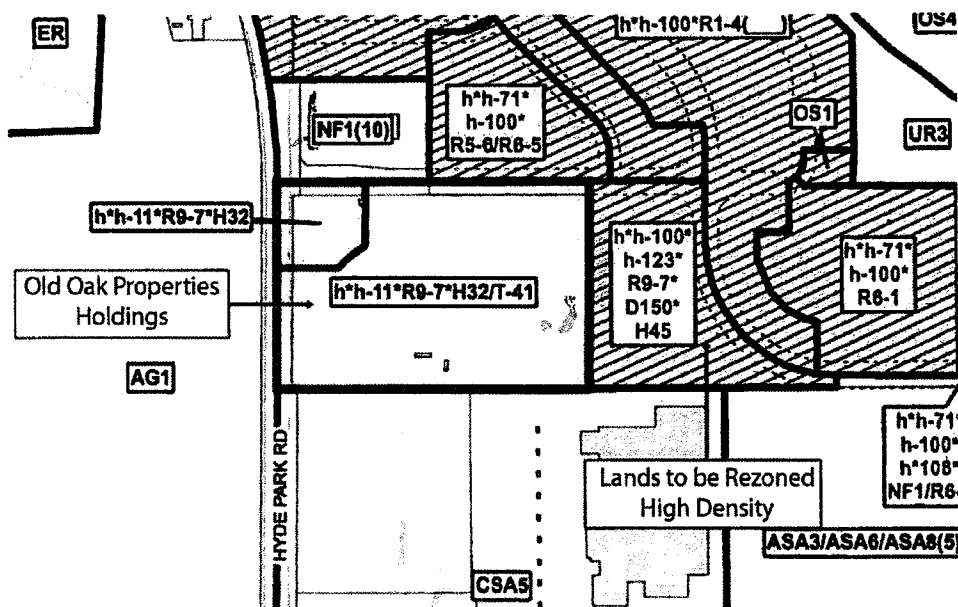 ER
h*h-100*R1-4(
OS4
NF1(10)
h*h-71*
h-100*
R5-6/R6-5
OS1
UR3
h*h-11*R9-7*H32
Old Oak Properties
Holdings
h*h-11*R9-7*H32/T-41
h*h-100*
h-123*
R9-7*
D150*
H45
h*h-71*
h-100*
R6-1
AG1
HYDE PARK RD
h*h-71*
h-100*
h*108*
NF1/R6-
Lands to be Rezoned
High Density
ASA3/ASA6/ASA8(5)
CSA5